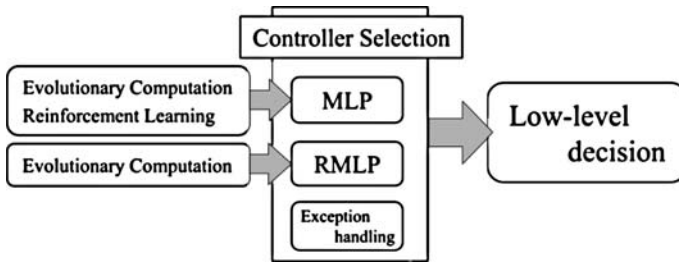 Controller Selection
Evolutionary Computation
Reinforcement Learning
MLP
Evolutionary Computation
RMLP
Exception
handling
Low-level
decision